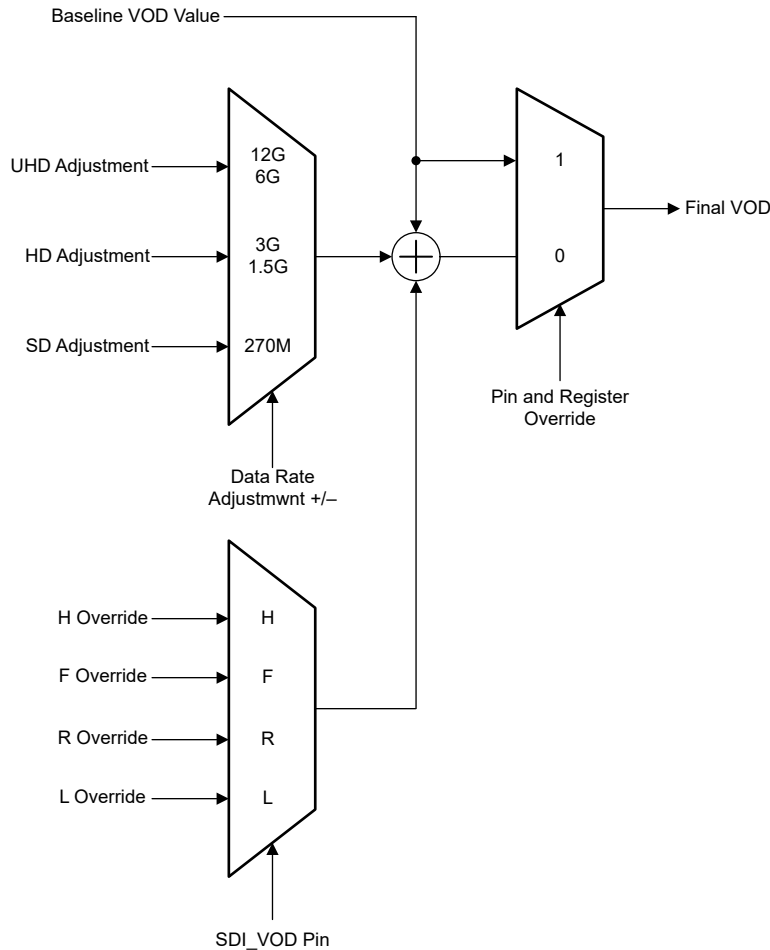 Baseline VOD Value
UHD Adjustment
12G
6G
1
Final VOD
HD Adjustment
3G
1.5G
0
SD Adjustment
270M
Pin and Register
Override
Data Rate
Adjustmwnt +/–
H Override
H
F Override
F
R Override
R
L Override
L
SDI_VOD Pin